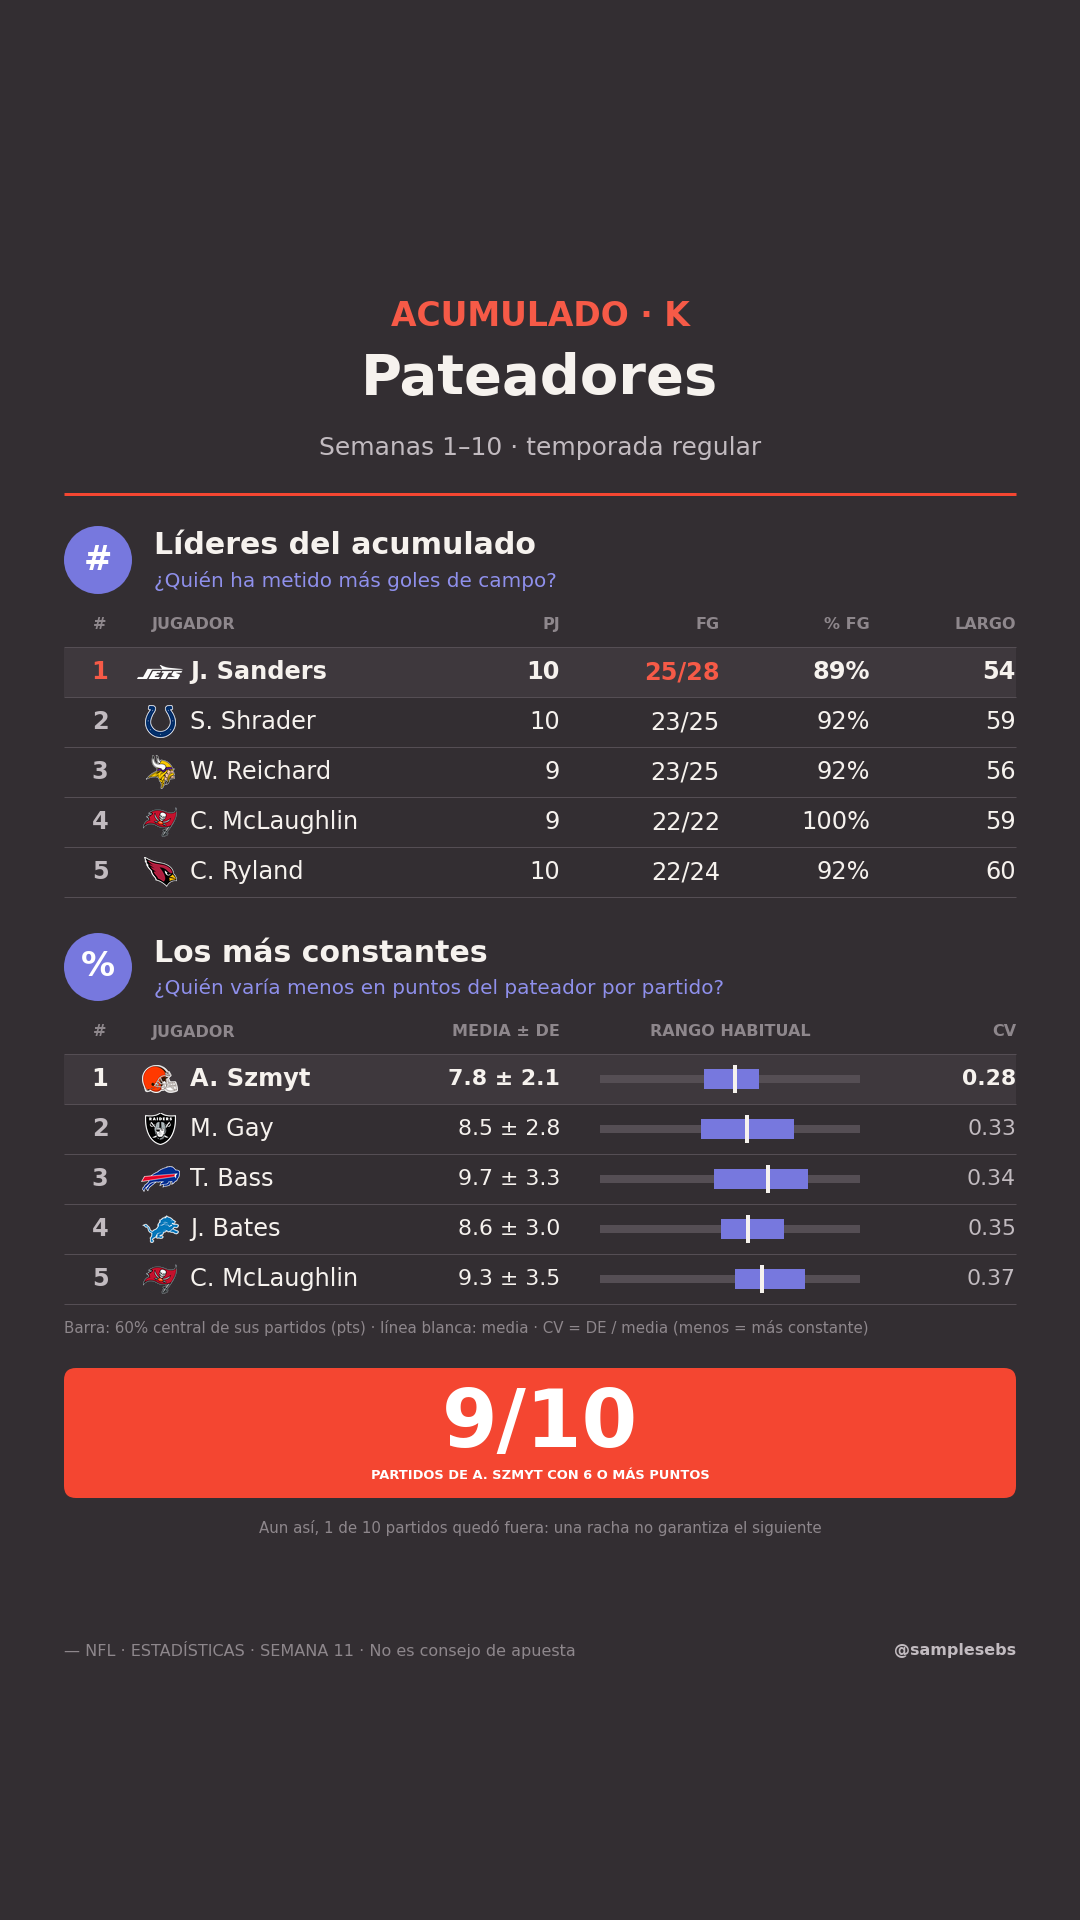 ACUMULADO · K
Pateadores
Semanas 1–10 · temporada regular
#
Líderes del acumulado
¿Quién ha metido más goles de campo?
# JUGADOR PJ FG % FG LARGO
1 JETS J. Sanders 10 25/28 89% 54
2 S. Shrader 10 23/25 92% 59
3 W. Reichard 9 23/25 92% 56
4 C. McLaughlin 9 22/22 100% 59
5 C. Ryland 10 22/24 92% 60
%
Los más constantes
¿Quién varía menos en puntos del pateador por partido?
# JUGADOR MEDIA ± DE RANGO HABITUAL CV
1 A. Szmyt 7.8 ± 2.1 0.28
2 RAIDERS M. Gay 8.5 ± 2.8 0.33
3 T. Bass 9.7 ± 3.3 0.34
4 J. Bates 8.6 ± 3.0 0.35
5 C. McLaughlin 9.3 ± 3.5 0.37
Barra: 60% central de sus partidos (pts) · línea blanca: media · CV = DE / media (menos = más constante)
9/10
PARTIDOS DE A. SZMYT CON 6 O MÁS PUNTOS
Aun así, 1 de 10 partidos quedó fuera: una racha no garantiza el siguiente
— NFL · ESTADÍSTICAS · SEMANA 11 · No es consejo de apuesta
@samplesebs